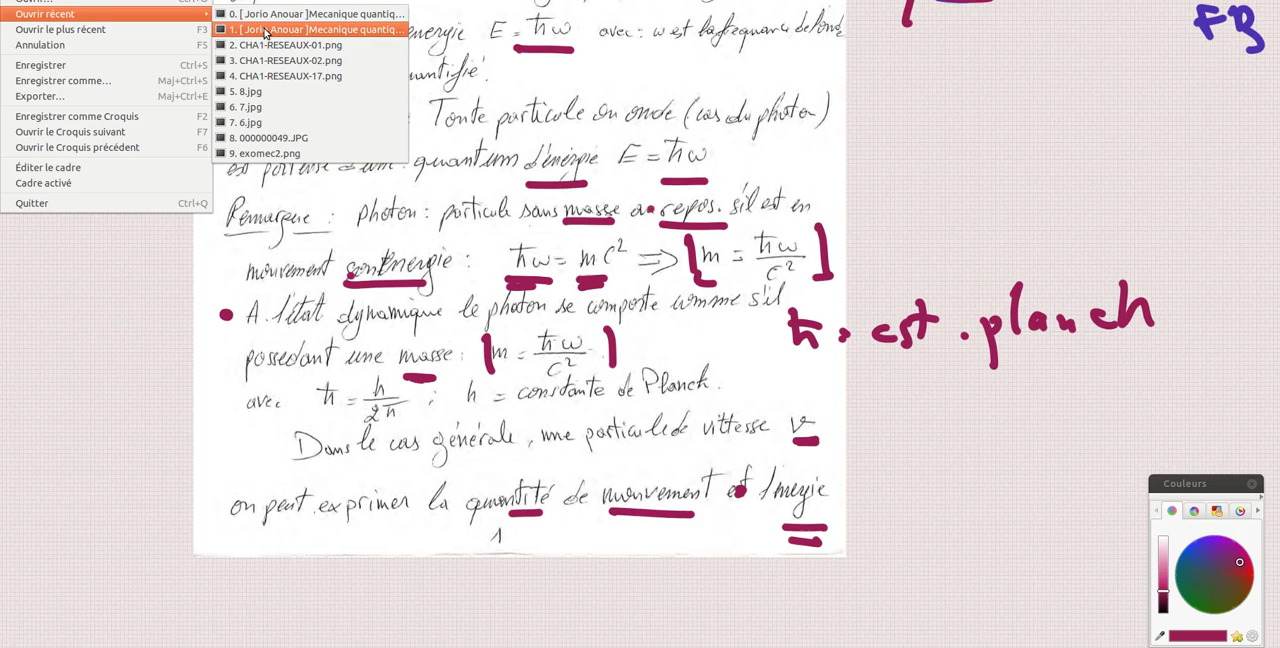 Ouvrir...
Ctrl+O
Ouvrir récent
Ouvrir le plus récent F3
Annulation F5
Enregistrer Ctrl+S
Enregistrer comme... Maj+Ctrl+S
Exporter... Maj+Ctrl+E
Enregistrer comme Croquis F2
Ouvrir le Croquis suivant F7
Ouvrir le Croquis précédent F6
Éditer le cadre
Cadre activé
Quitter Ctrl+Q
0. [ Jorio Anouar ]Mecanique quantiq...
1. [ Jorio Anouar ]Mecanique quantiq...
2. CHA1-RESEAUX-01.png
3. CHA1-RESEAUX-02.png
4. CHA1-RESEAUX-17.png
5. 8.jpg
6. 7.jpg
7. 6.jpg
8. 000000049.JPG
9. exomec2.png
énergie E = ħω avec : ω est la fréquence de l'onde
quantifié.
Toute particule ou onde (cas du photon)
est porteuse d'une quantum d'énergie E = ħω
Remarque : photon : particule sans masse au repos. s'il est en
mouvement son énergie : ħω = mc² ⟹ [m = ħω/c²]
• A l'état dynamique le photon se comporte comme s'il
possedant une masse : (m = ħω/c²)
avec ħ = h/2π ; h = constante de Planck.
Dans le cas générale, une particule de vittesse v
on peut exprimer la quantité de mouvement et l'énergie
1
ħ : cst . planch
Couleurs